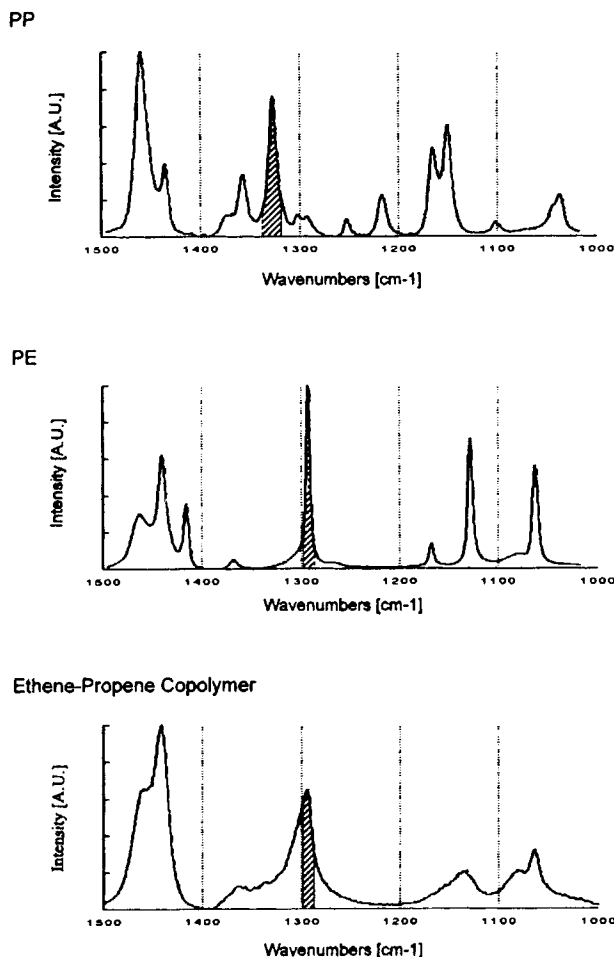 PP
Intensity [A.U.]
1500 1400 1300 1200 1100 1000
Wavenumbers [cm-1]
PE
Intensity [A.U.]
1500 1400 1300 1200 1100 1000
Wavenumbers [cm-1]
Ethene-Propene Copolymer
Intensity [A.U.]
1500 1400 1300 1200 1100 1000
Wavenumbers [cm-1]